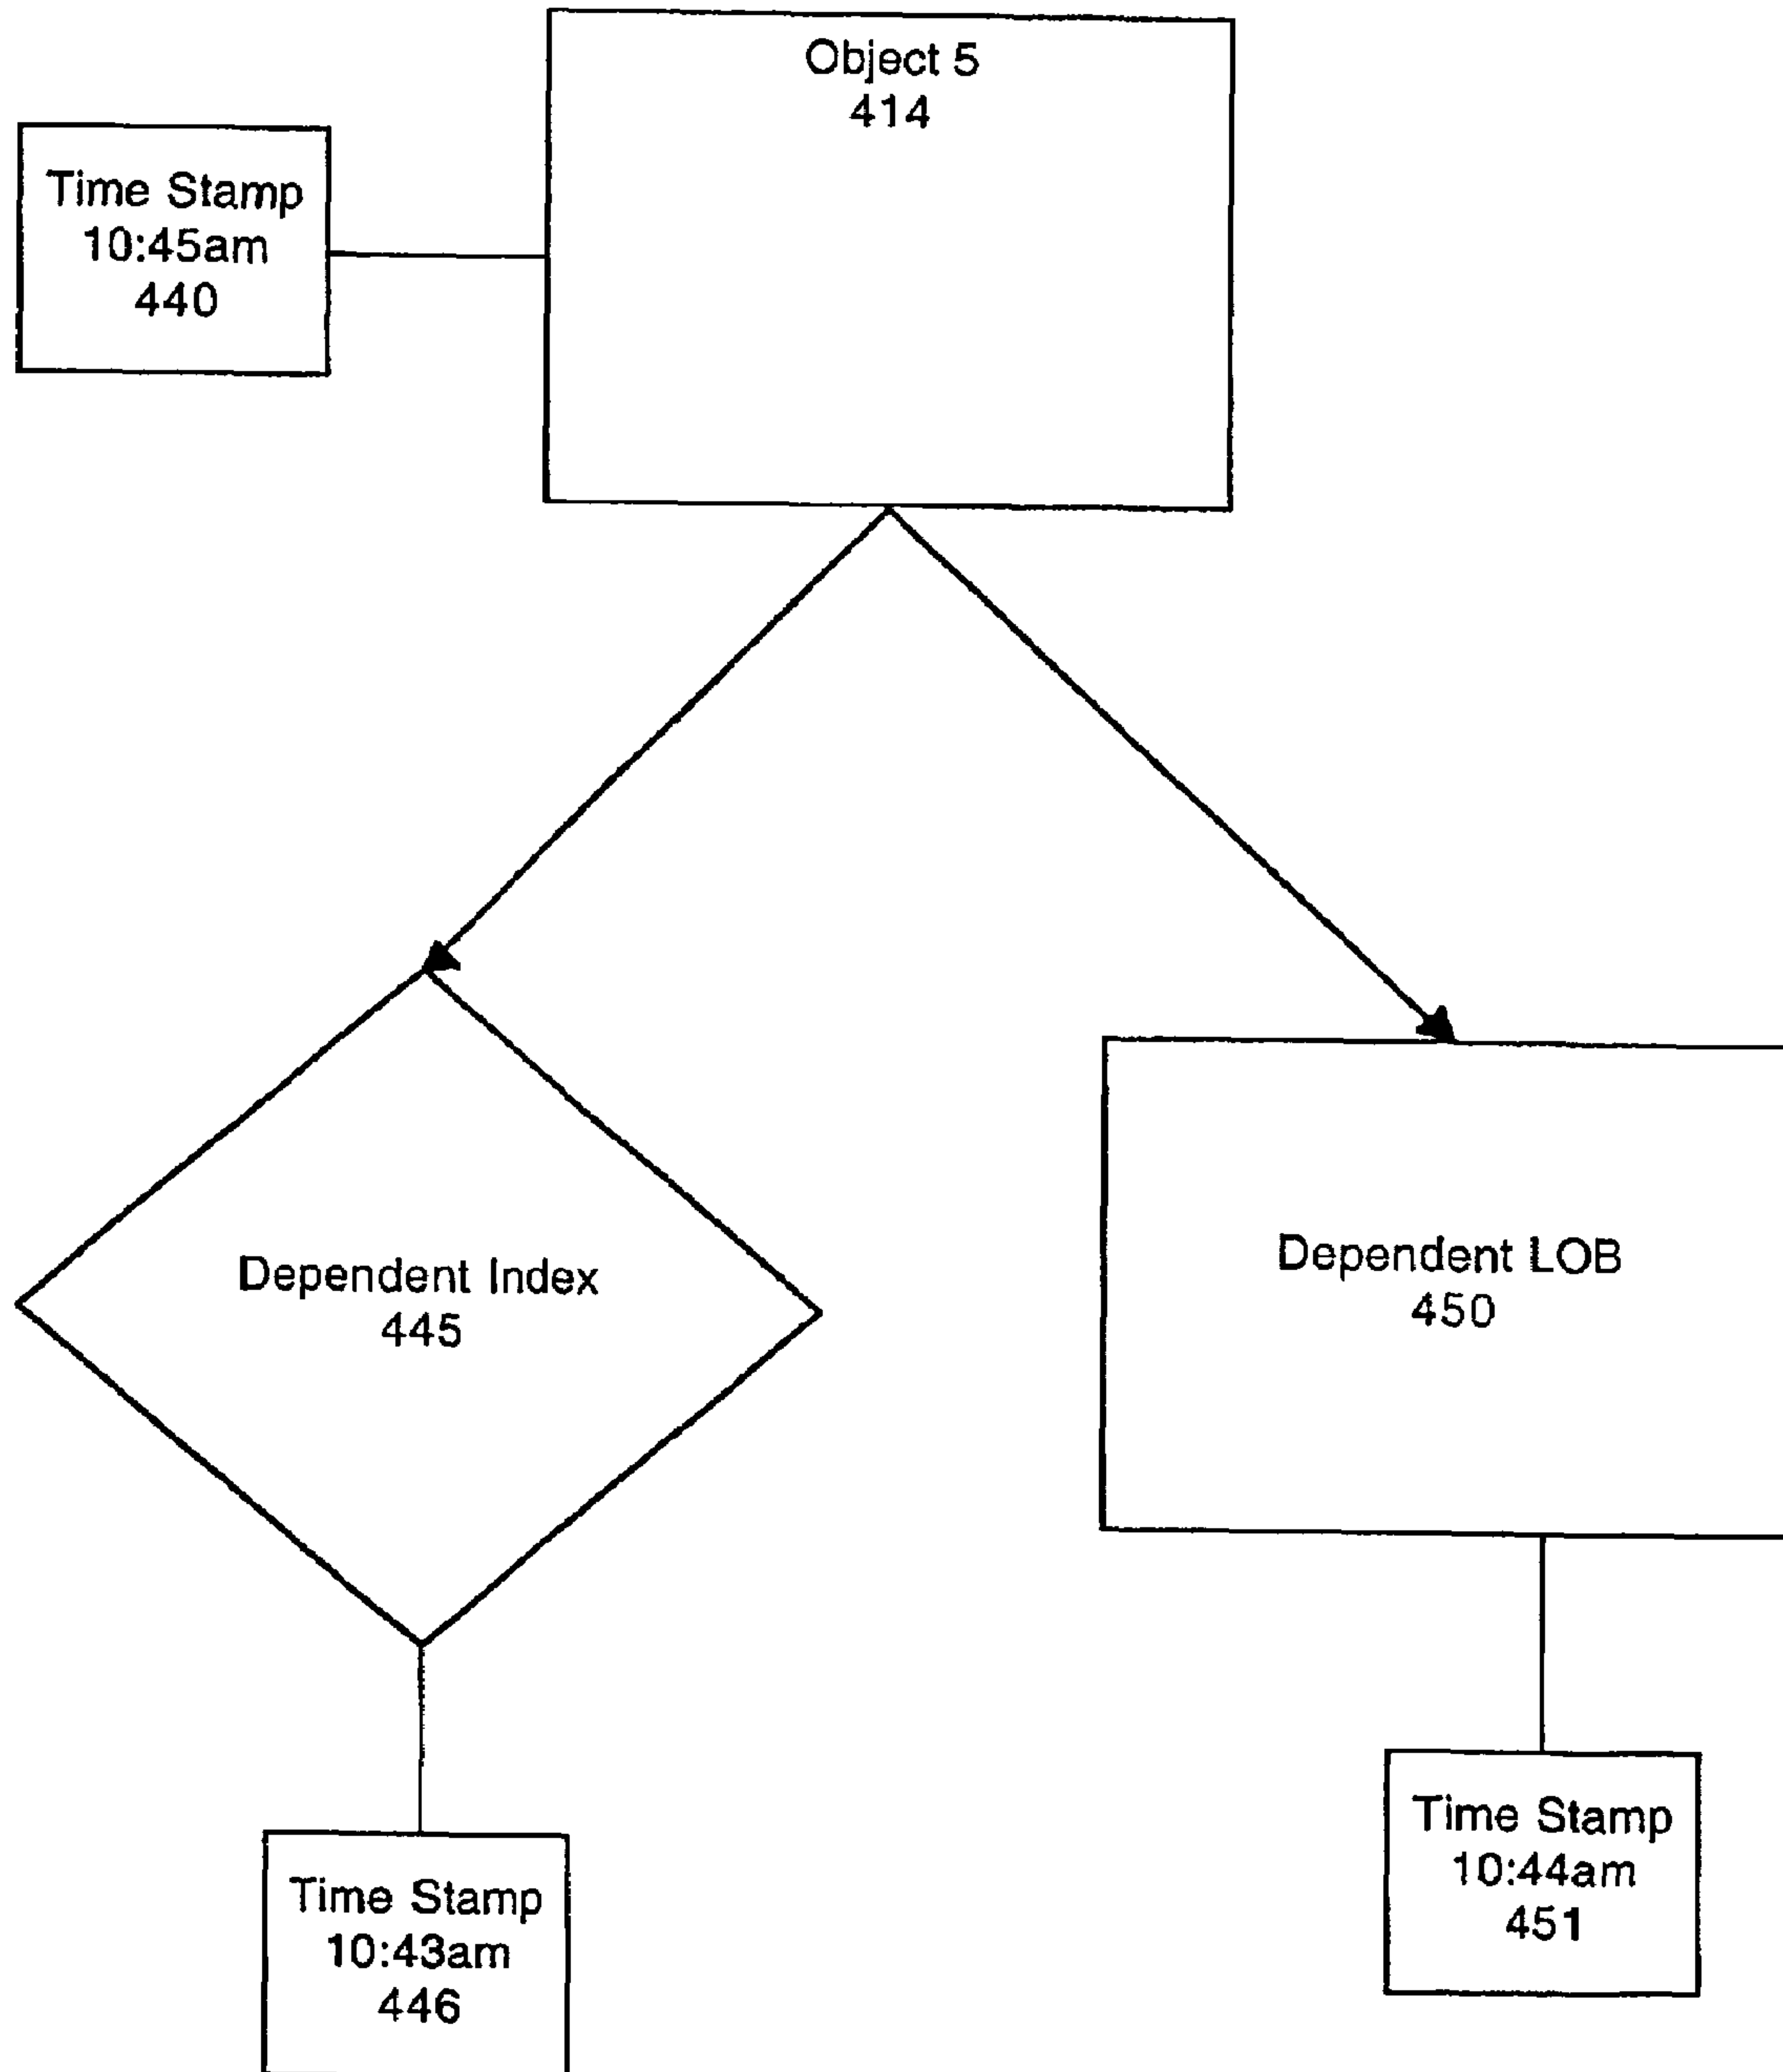 Object 5
414
Time Stamp
10:45am
440
Dependent Index
445
Dependent LOB
450
Time Stamp
10:44am
451
Time Stamp
10:43am
446